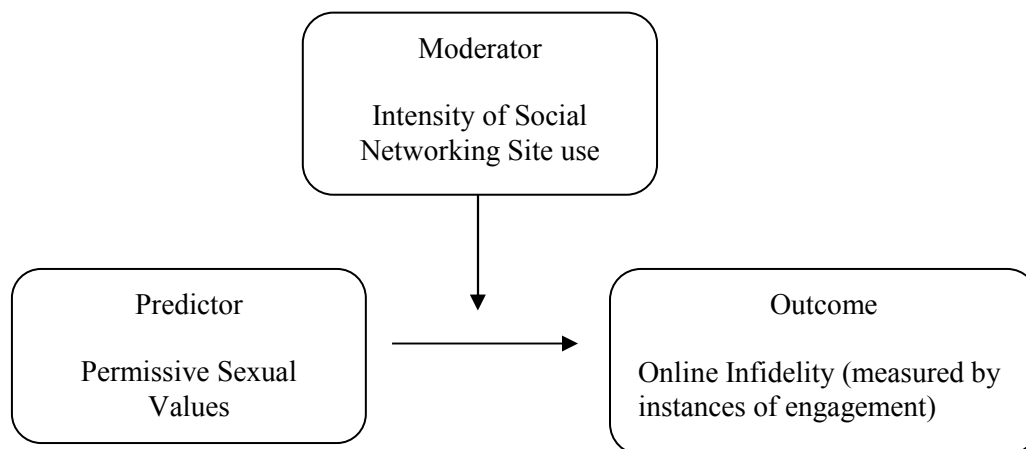 Moderator
Intensity of Social
Networking Site use
Predictor
Permissive Sexual
Values
Outcome
Online Infidelity (measured by
instances of engagement)